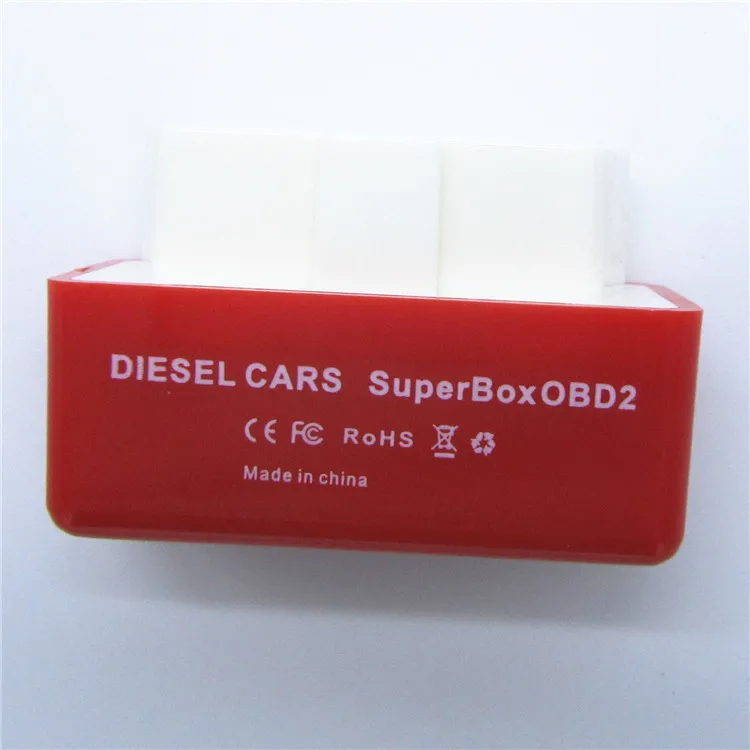 DIESEL CARS SuperBoxOBD2
CE FC RoHS
Made in china